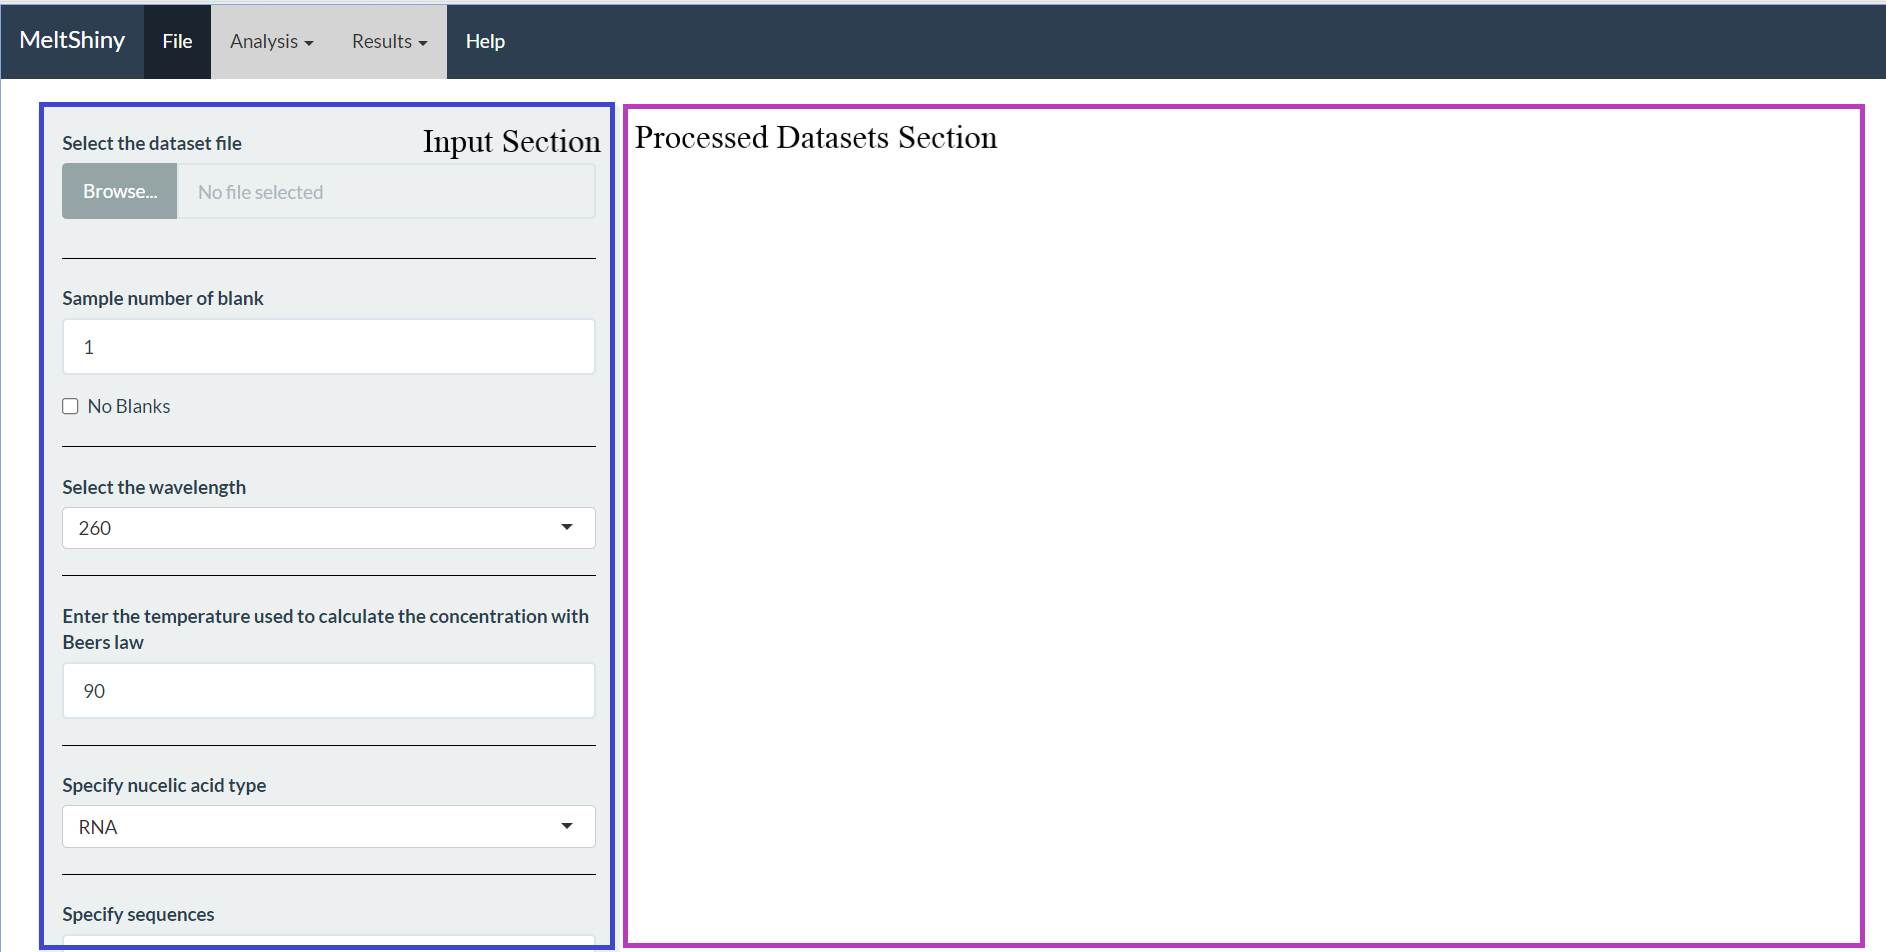 MeltShiny File Analysis Results Help
Input Section
Select the dataset file
Browse... No file selected
Sample number of blank
1
No Blanks
Select the wavelength
260
Enter the temperature used to calculate the concentration with
Beers law
90
Specify nucelic acid type
RNA
Specify sequences
Processed Datasets Section